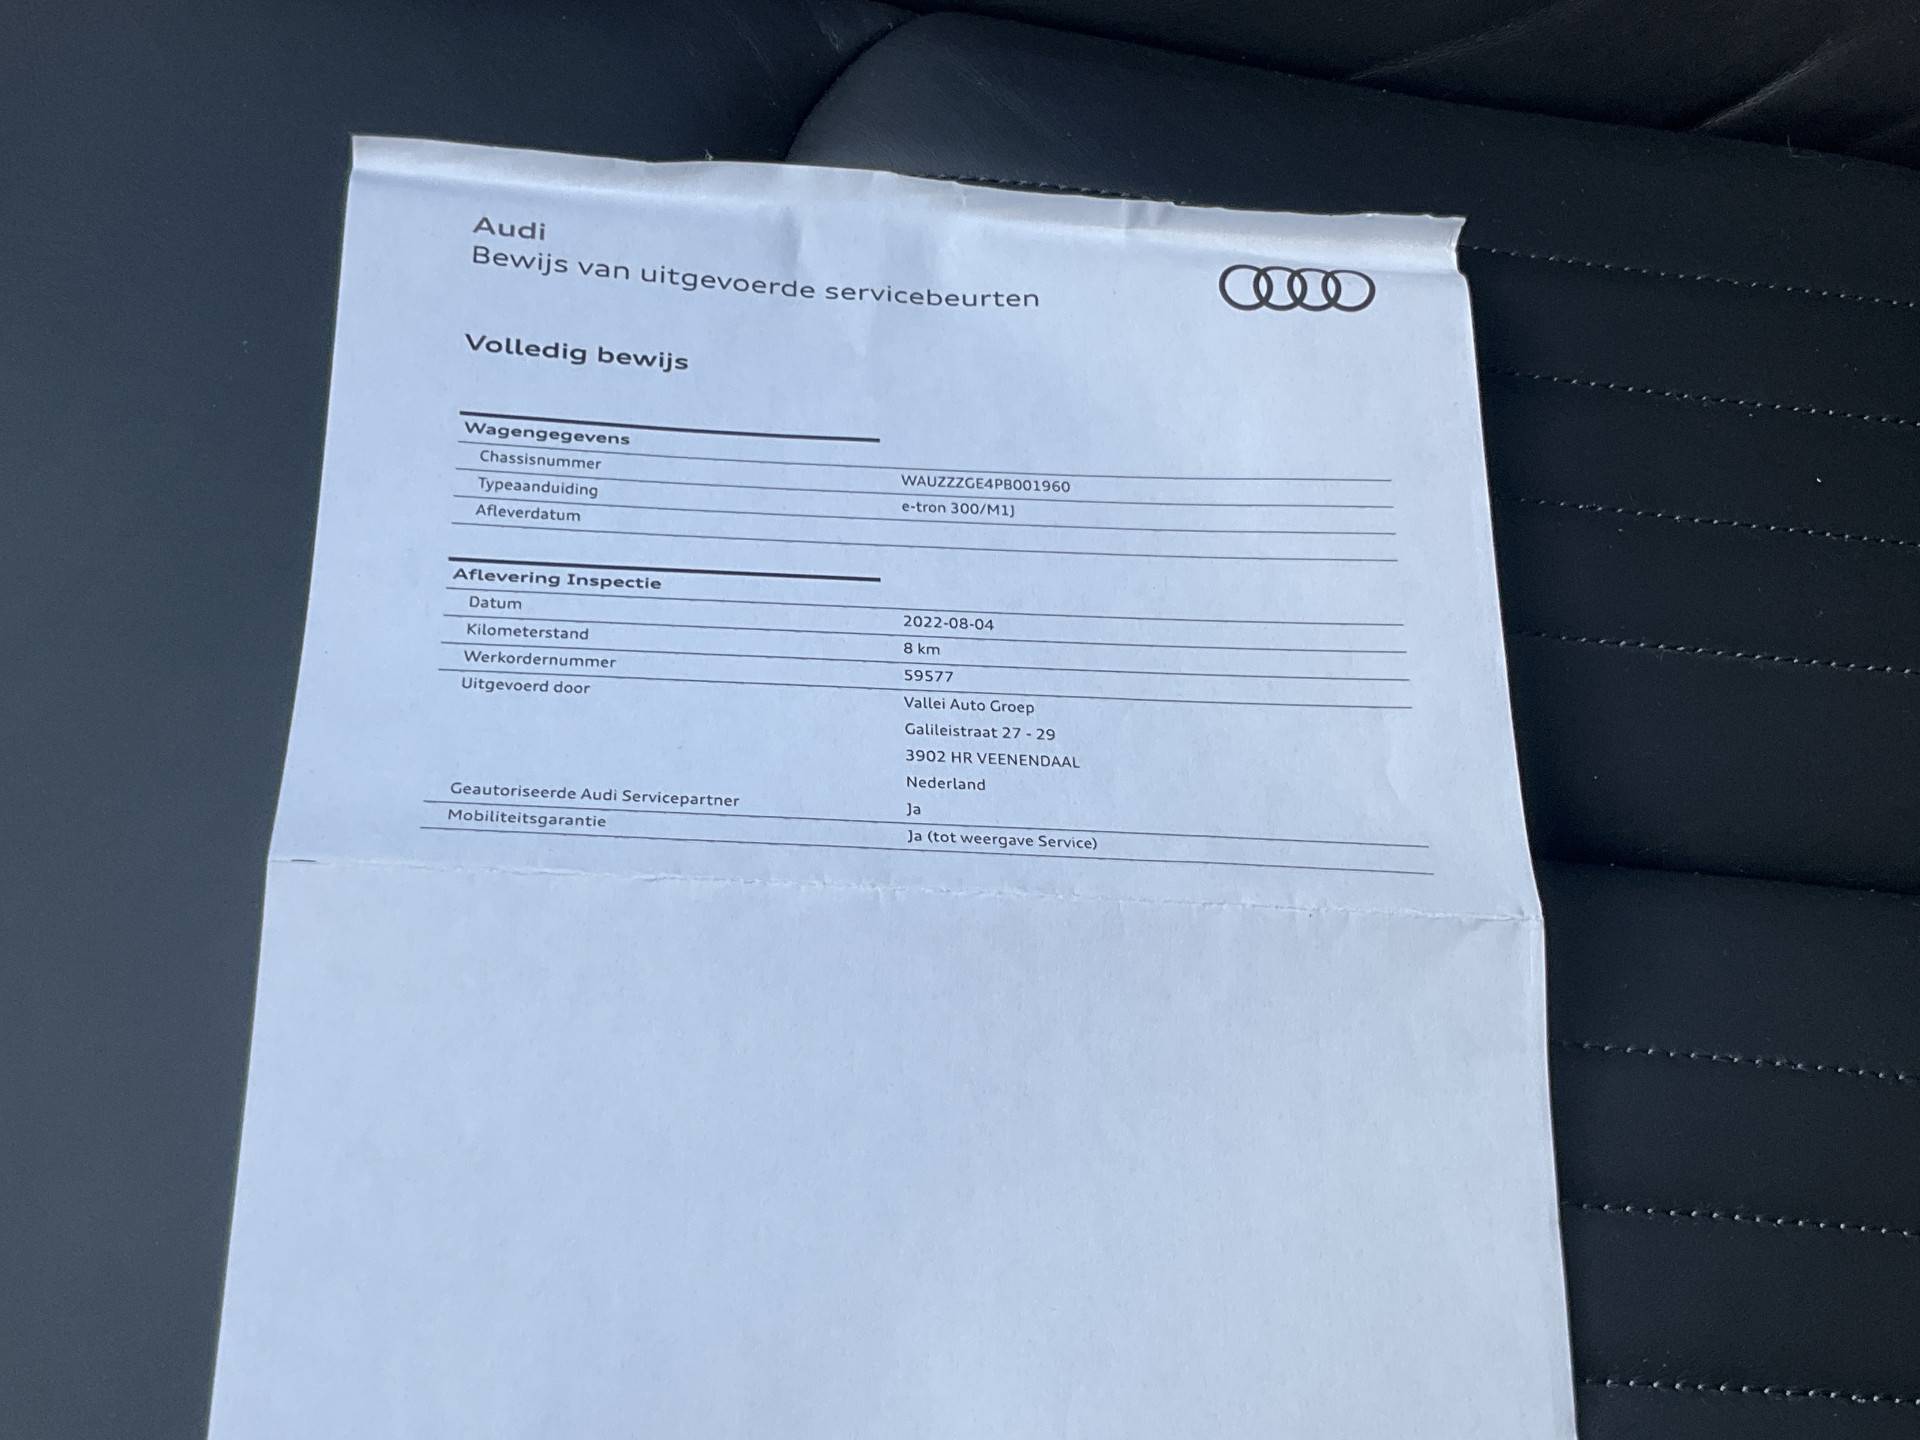 Audi
Bewijs van uitgevoerde servicebeurten
Volledig bewijs
Wagengegevens
Chassisnummer WAUZZZGE4PB001960
Typeaanduiding e-tron 300/M1J
Afleverdatum
Aflevering Inspectie
Datum 2022-08-04
Kilometerstand 8 km
Werkordernummer 59577
Uitgevoerd door Vallei Auto Groep
Galileistraat 27 - 29
3902 HR VEENENDAAL
Nederland
Geautoriseerde Audi Servicepartner Ja
Mobiliteitsgarantie Ja (tot weergave Service)